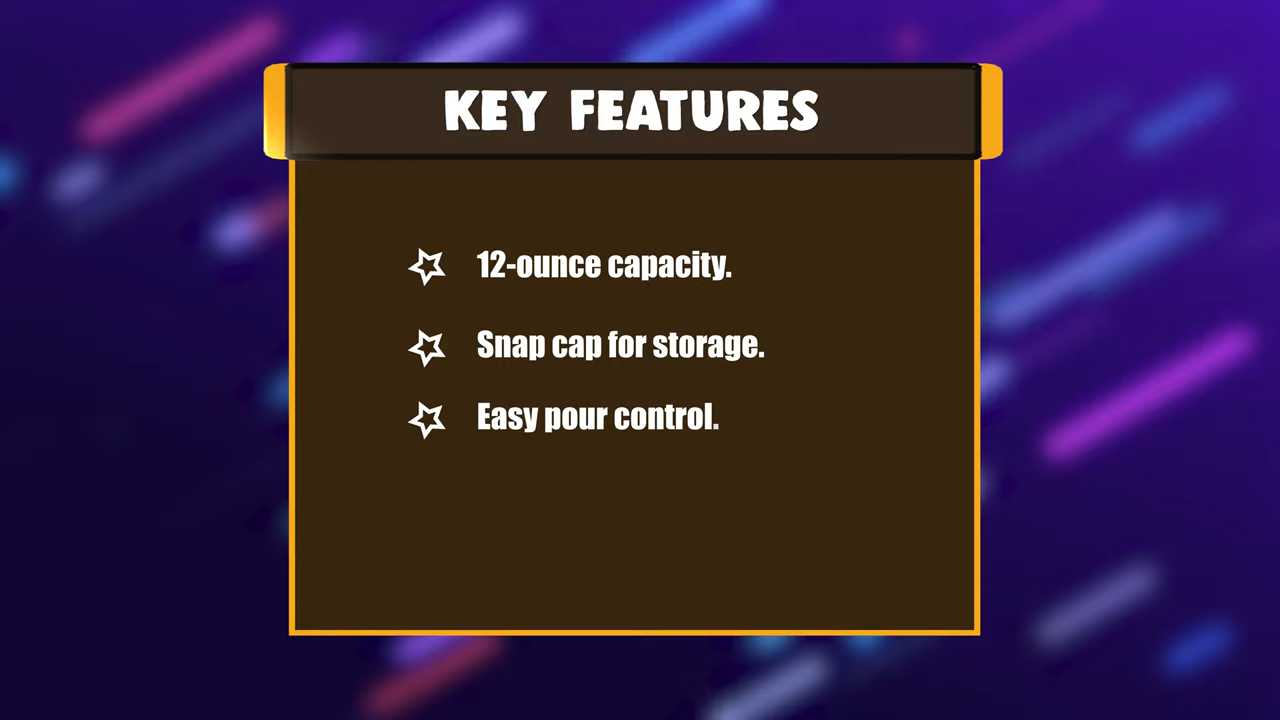 KEY FEATURES
12-ounce capacity.
Snap cap for storage.
Easy pour control.